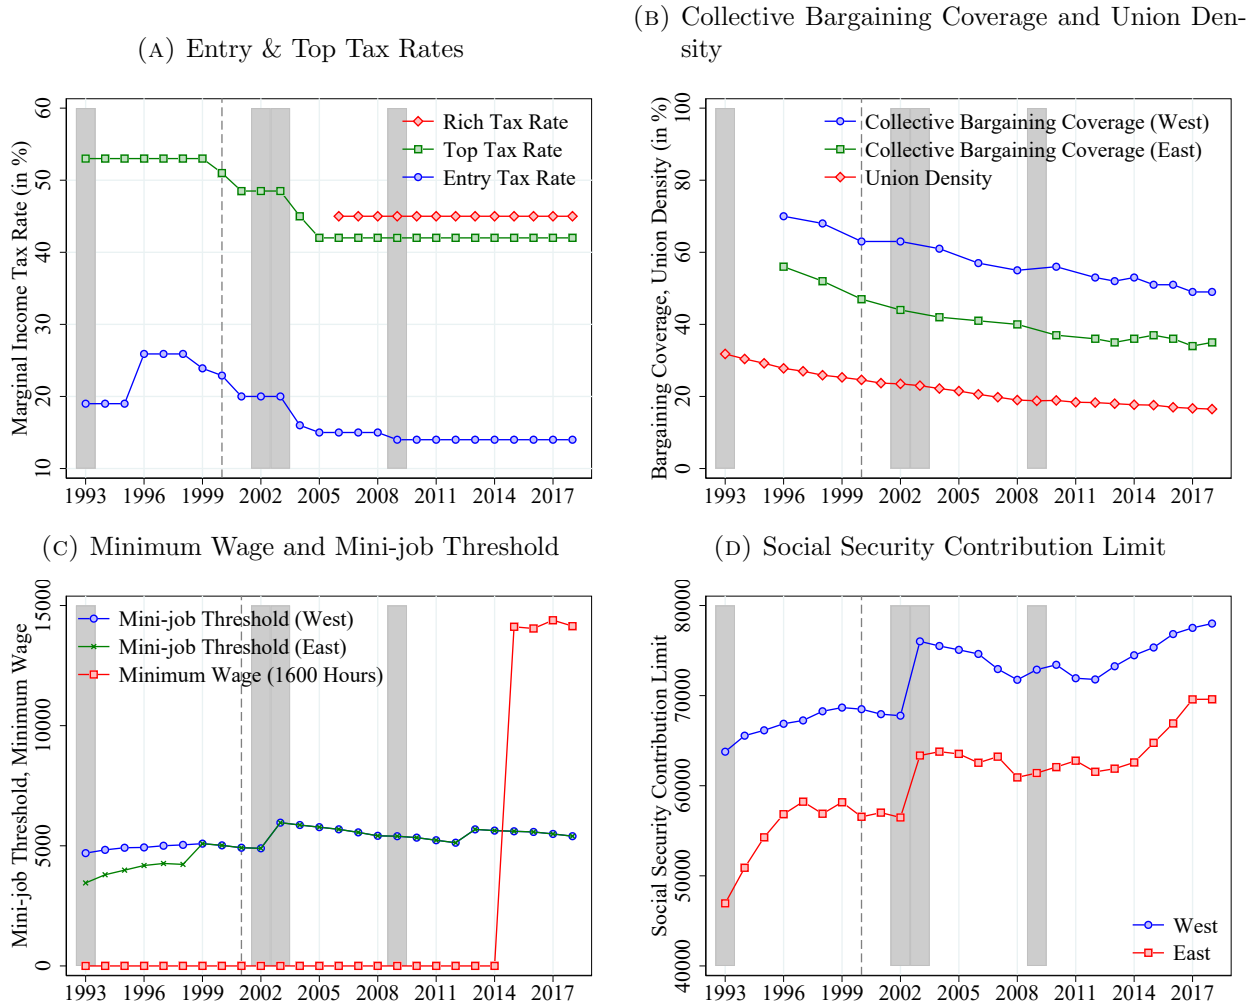 (A) Entry & Top Tax Rates
Marginal Income Tax Rate (in %)
60
50
40
30
20
10
Rich Tax Rate
Top Tax Rate
Entry Tax Rate
1993 1996 1999 2002 2005 2008 2011 2014 2017
(B) Collective Bargaining Coverage and Union Den-
sity
Bargaining Coverage, Union Density (in %)
100
80
60
40
20
0
Collective Bargaining Coverage (West)
Collective Bargaining Coverage (East)
Union Density
1993 1996 1999 2002 2005 2008 2011 2014 2017
(C) Minimum Wage and Mini-job Threshold
Mini-job Threshold, Minimum Wage
15000
10000
5000
0
Mini-job Threshold (West)
Mini-job Threshold (East)
Minimum Wage (1600 Hours)
1993 1996 1999 2002 2005 2008 2011 2014 2017
(D) Social Security Contribution Limit
Social Security Contribution Limit
80000
70000
60000
50000
40000
West
East
1993 1996 1999 2002 2005 2008 2011 2014 2017